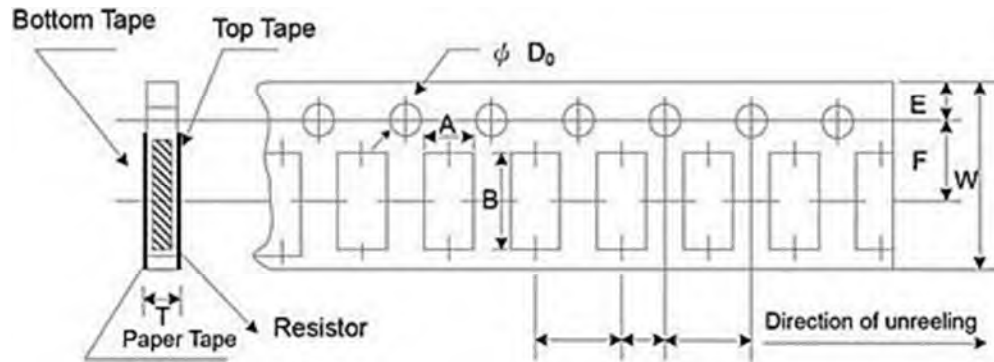 Bottom Tape
Top Tape
ϕ D₀
A
B
E
F
W
T
Paper Tape
Resistor
Direction of unreeling